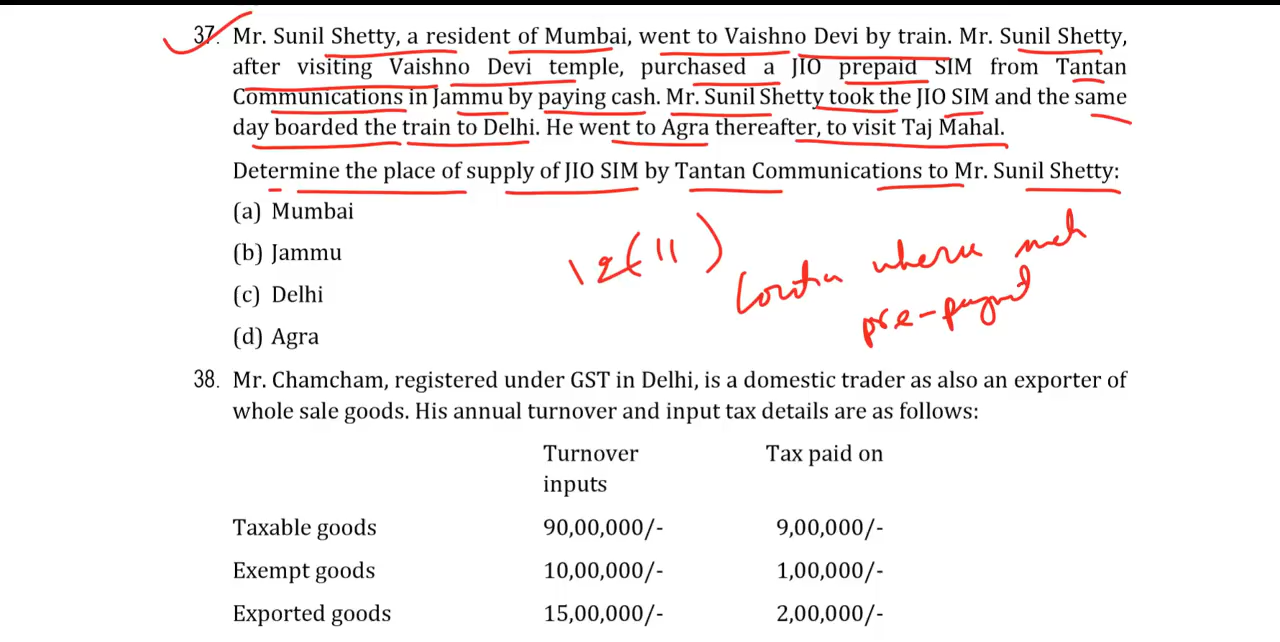 37. Mr. Sunil Shetty, a resident of Mumbai, went to Vaishno Devi by train. Mr. Sunil Shetty,
after visiting Vaishno Devi temple, purchased a JIO prepaid SIM from Tantan
Communications in Jammu by paying cash. Mr. Sunil Shetty took the JIO SIM and the same
day boarded the train to Delhi. He went to Agra thereafter, to visit Taj Mahal.
Determine the place of supply of JIO SIM by Tantan Communications to Mr. Sunil Shetty:
(a) Mumbai
(b) Jammu
(c) Delhi
(d) Agra
12(11)
where
pre-
38. Mr. Chamcham, registered under GST in Delhi, is a domestic trader as also an exporter of
whole sale goods. His annual turnover and input tax details are as follows:
Turnover Tax paid on
inputs
Taxable goods 90,00,000/- 9,00,000/-
Exempt goods 10,00,000/- 1,00,000/-
Exported goods 15,00,000/- 2,00,000/-